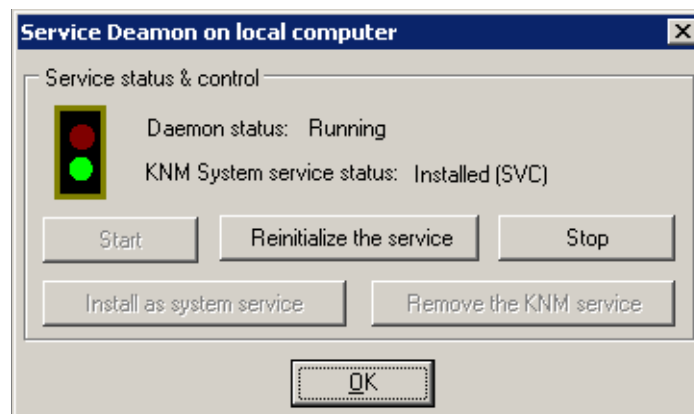 Service Deamon on local computer
Service status & control
Daemon status: Running
KNM System service status: Installed (SVC)
Start Reinitialize the service Stop
Install as system service Remove the KNM service
OK